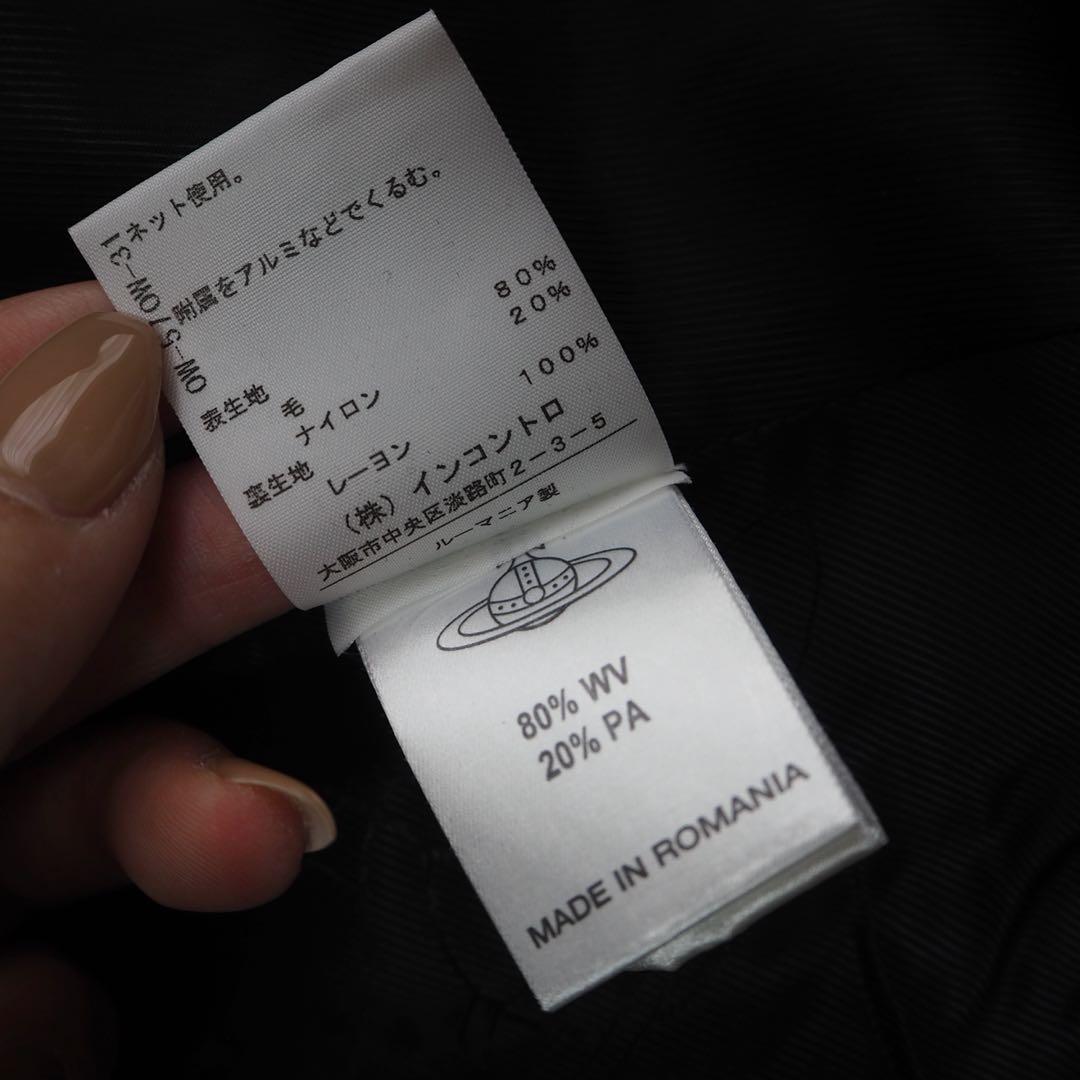 ネット使用。
附属をアルミなどでくるむ。
OW-5/OW-31
表生地
毛 80%
ナイロン 20%
裏生地
レーヨン 100%
(株)インコントロ
大阪市中央区淡路町2-3-5
ルーマニア製
80% WV
20% PA
MADE IN ROMANIA